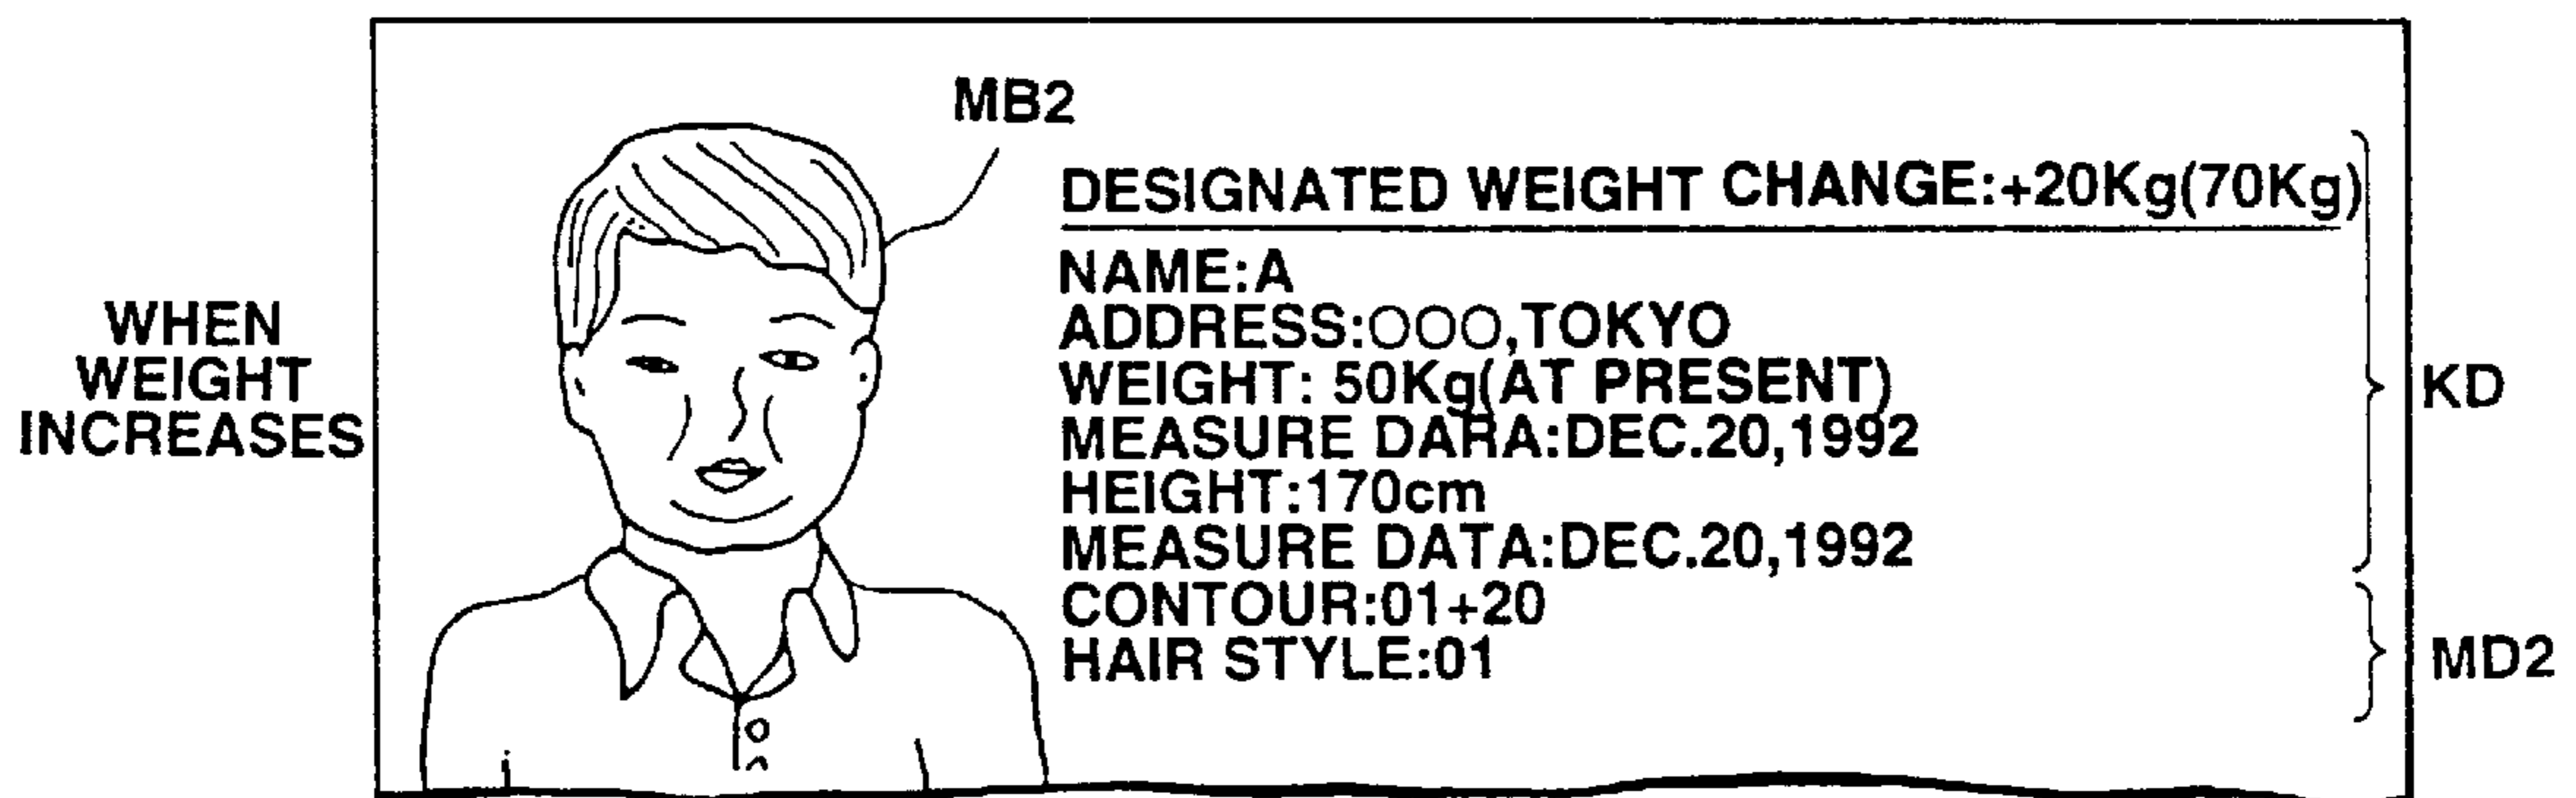 MB2
DESIGNATED WEIGHT CHANGE:+20Kg(70Kg)
NAME:A
ADDRESS:○○○,TOKYO
WEIGHT: 50Kg(AT PRESENT)
MEASURE DARA:DEC.20,1992
HEIGHT:170cm
MEASURE DATA:DEC.20,1992
CONTOUR:01+20
HAIR STYLE:01
WHEN
WEIGHT
INCREASES
KD
MD2